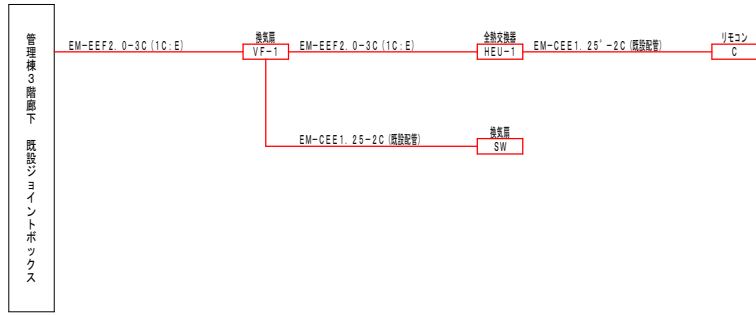 管理棟3階廊下　既設ジョイントボックス
EM-EEF2.0-3C(1C:E)
換気扇
VF-1
EM-EEF2.0-3C(1C:E)
全熱交換器
HEU-1
EM-CEE1.25゜-2C(既設配管)
リモコン
C
EM-CEE1.25-2C(既設配管)
換気扇
SW